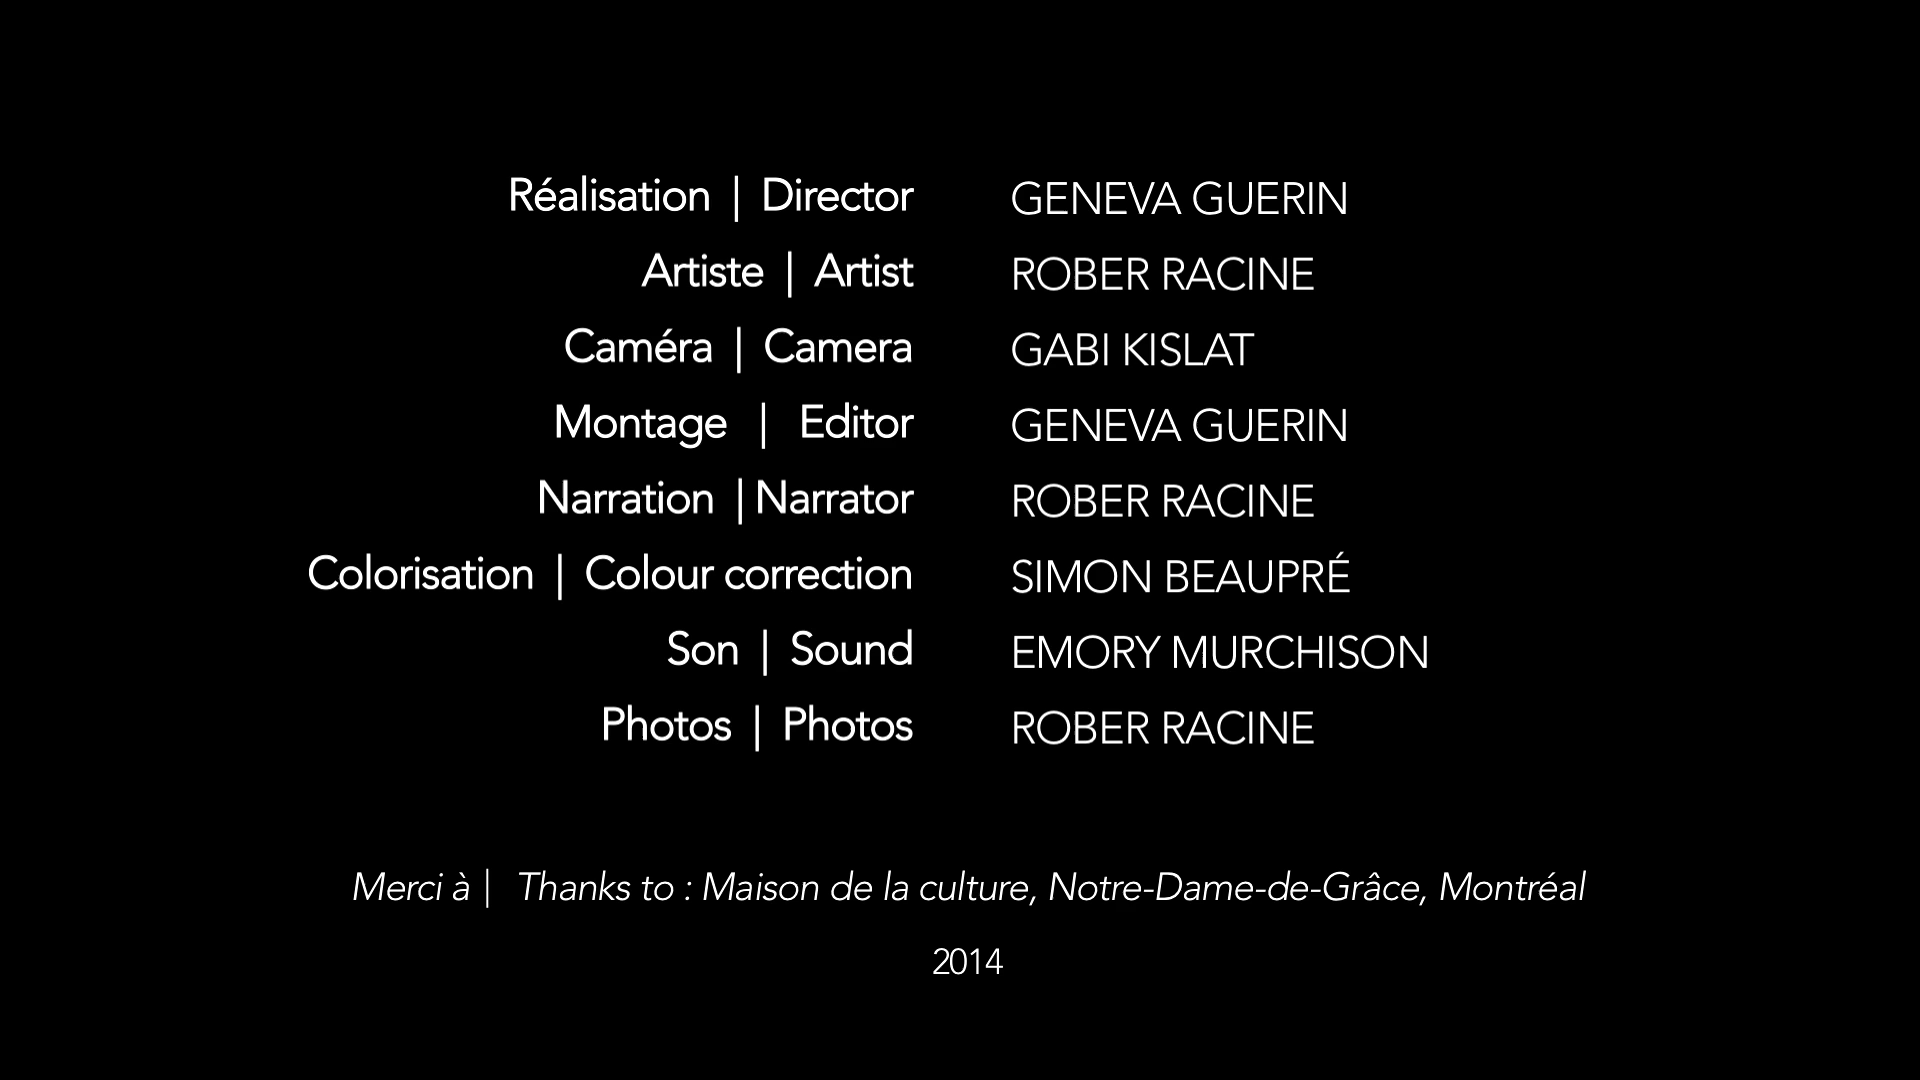 Réalisation | Director GENEVA GUERIN
Artiste | Artist ROBER RACINE
Caméra | Camera GABI KISLAT
Montage | Editor GENEVA GUERIN
Narration | Narrator ROBER RACINE
Colorisation | Colour correction SIMON BEAUPRÉ
Son | Sound EMORY MURCHISON
Photos | Photos ROBER RACINE
Merci à | Thanks to : Maison de la culture, Notre-Dame-de-Grâce, Montréal
2014